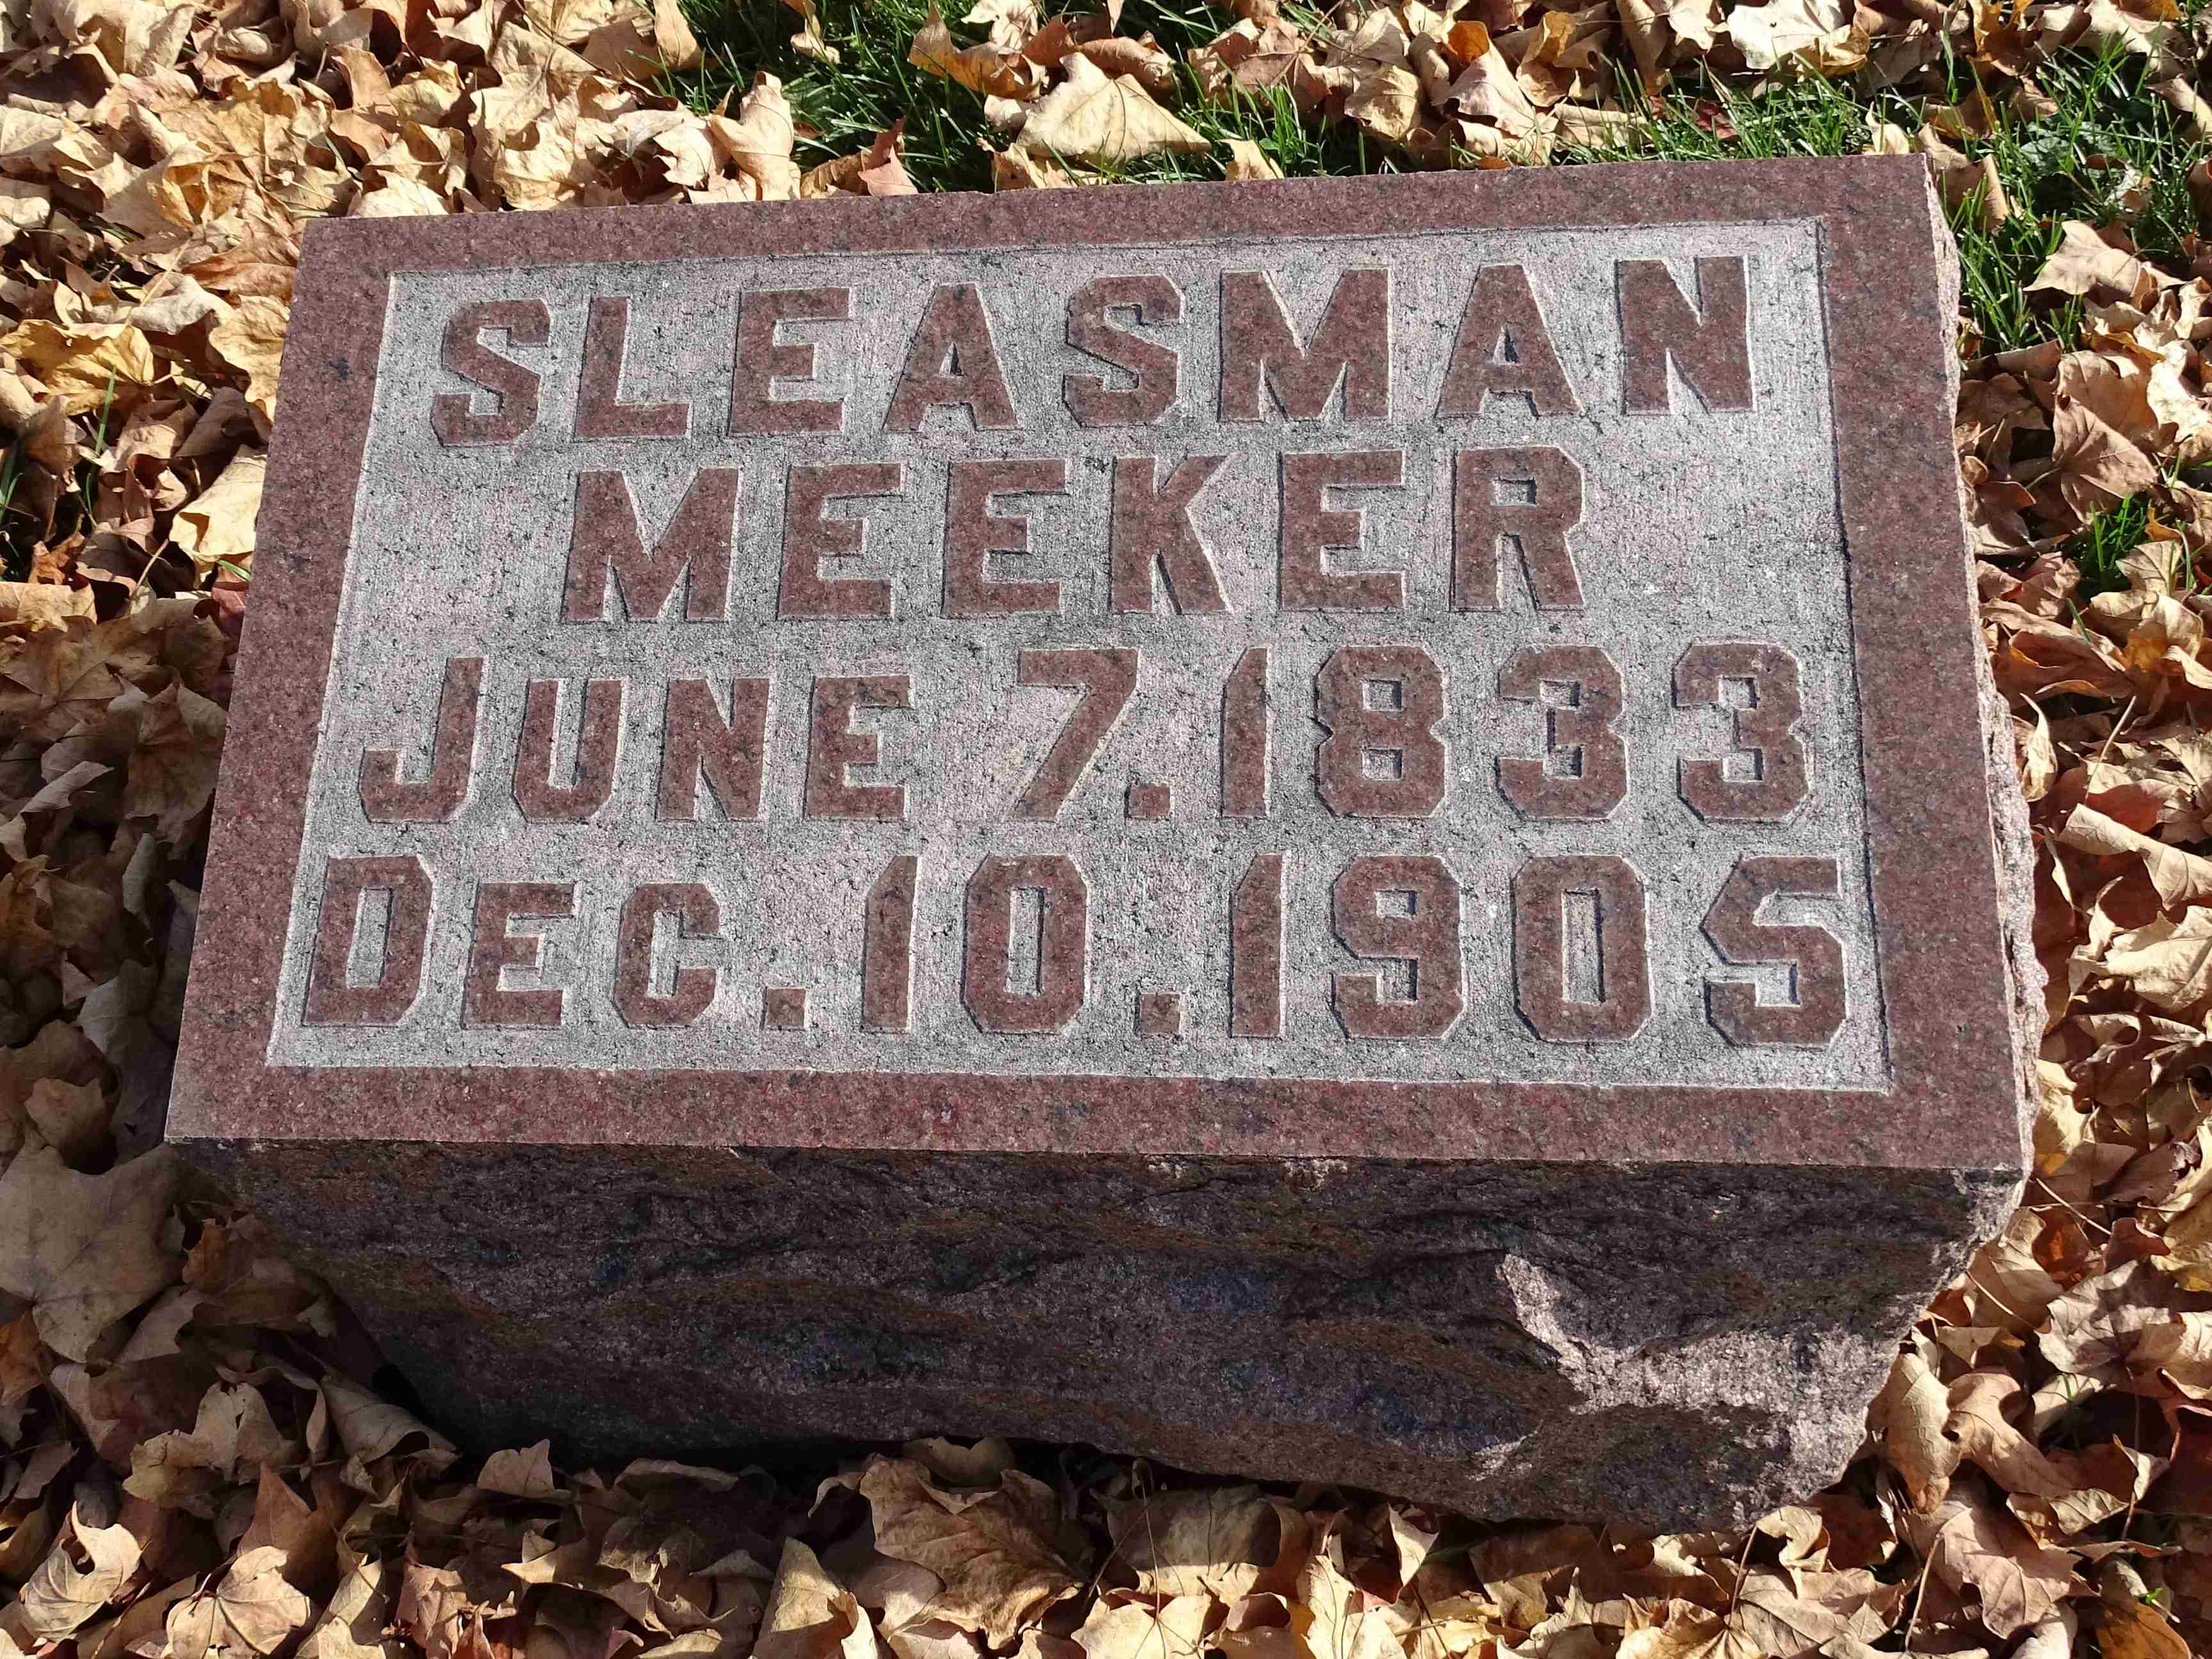 SLEASMAN
MEEKER
JUNE 7.1833
DEC.10.1905